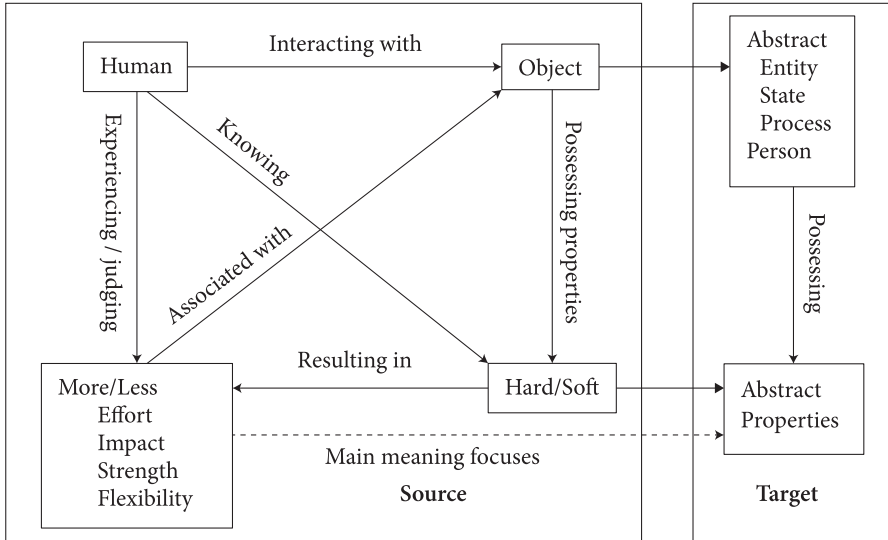 Interacting with
Human
Object
Abstract
Entity
State
Process
Person
Experiencing / judging
Knowing
Associated with
Possessing properties
Possessing
Resulting in
More/Less
Effort
Impact
Strength
Flexibility
Hard/Soft
Abstract
Properties
Main meaning focuses
Source
Target